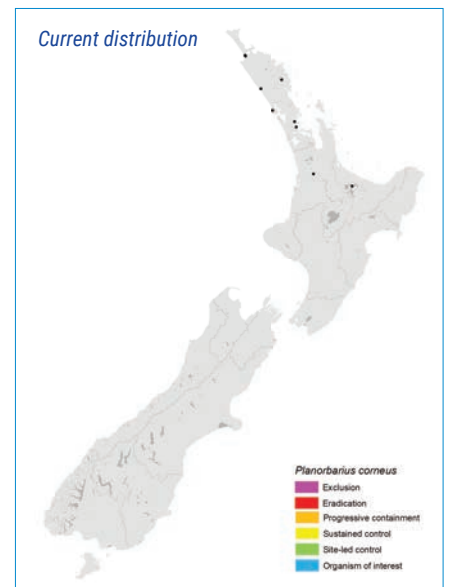 Current distribution
Planorbarius corneus
Exclusion
Eradication
Progressive containment
Sustained control
Site-led control
Organism of interest